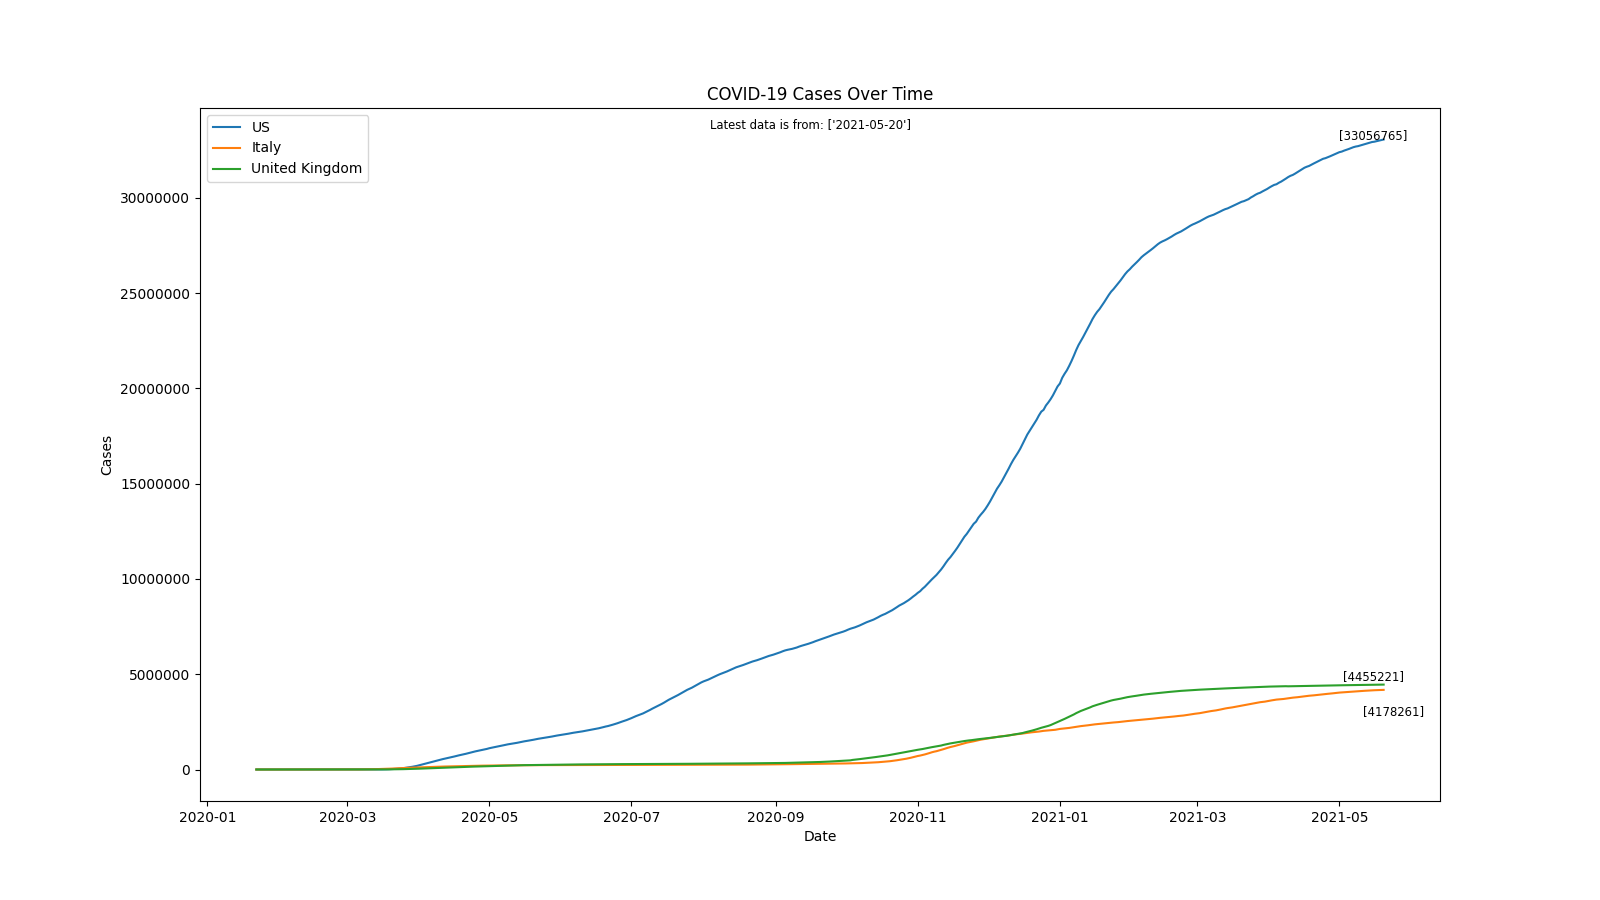 COVID-19 Cases Over Time
Latest data is from: ['2021-05-20']
US
Italy
United Kingdom
[33056765]
[4455221]
[4178261]
30000000
25000000
20000000
15000000
10000000
5000000
0
Cases
2020-01 2020-03 2020-05 2020-07 2020-09 2020-11 2021-01 2021-03 2021-05
Date